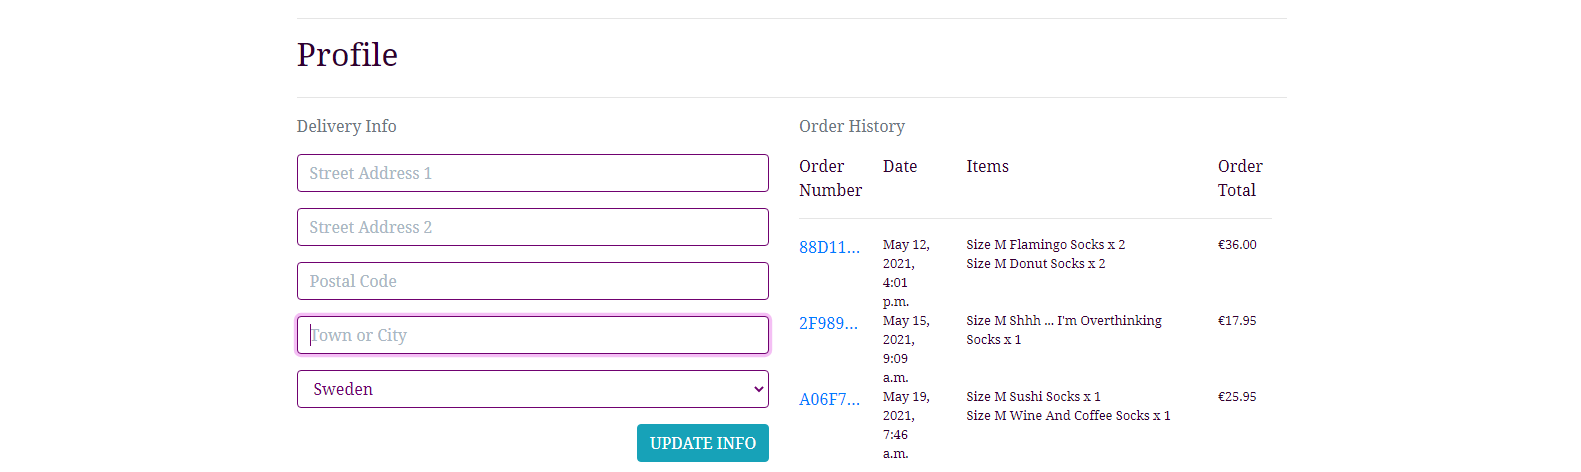 Profile
Delivery Info
Street Address 1
Street Address 2
Postal Code
Town or City
Sweden
UPDATE INFO
Order History
Order Number Date Items Order Total
88D11... May 12, 2021, 4:01 p.m. Size M Flamingo Socks x 2 €36.00
Size M Donut Socks x 2
2F989... May 15, 2021, 9:09 a.m. Size M Shhh ... I'm Overthinking Socks x 1 €17.95
A06F7... May 19, 2021, 7:46 a.m. Size M Sushi Socks x 1 €25.95
Size M Wine And Coffee Socks x 1